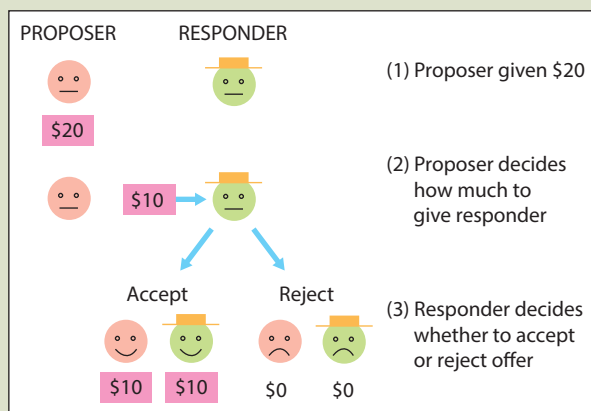 PROPOSER RESPONDER
(1) Proposer given $20
$20
(2) Proposer decides
how much to
give responder
$10
Accept Reject
(3) Responder decides
whether to accept
or reject offer
$10 $10 $0 $0